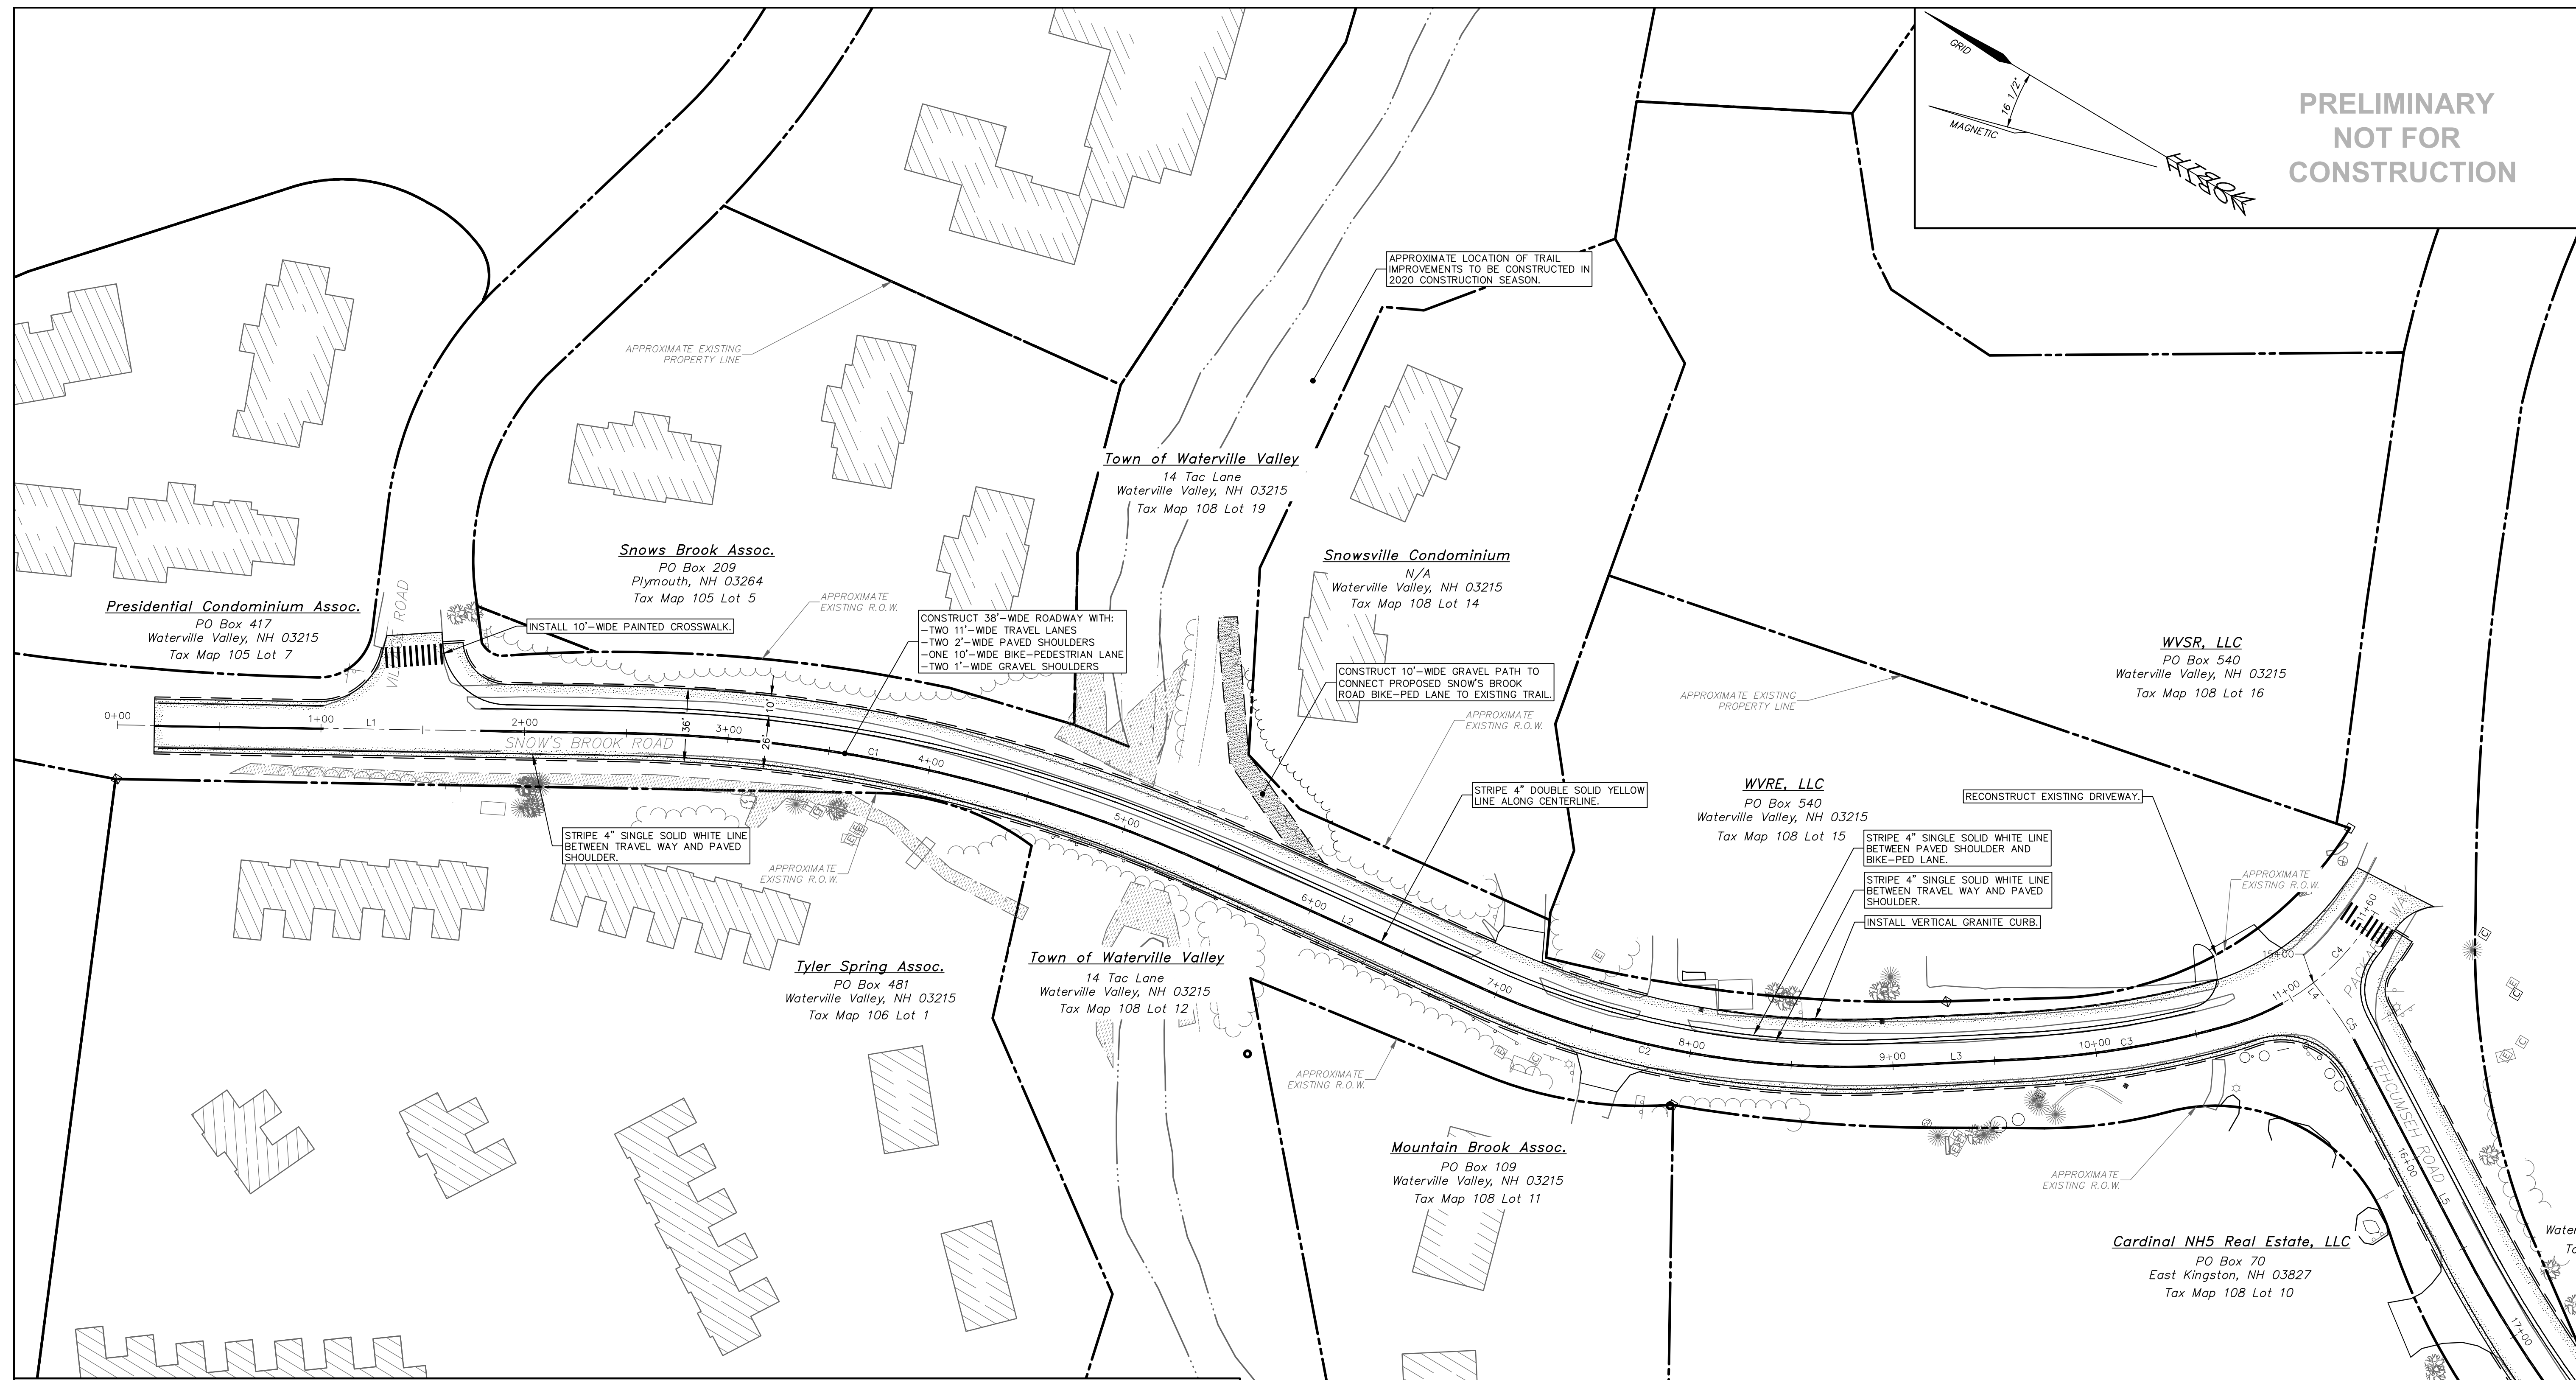 GRID
16 1/2°
MAGNETIC
NORTH
PRELIMINARY
NOT FOR
CONSTRUCTION
APPROXIMATE LOCATION OF TRAIL
IMPROVEMENTS TO BE CONSTRUCTED IN
2020 CONSTRUCTION SEASON.
APPROXIMATE EXISTING
PROPERTY LINE
Town of Waterville Valley
14 Tac Lane
Waterville Valley, NH 03215
Tax Map 108 Lot 19
Snows Brook Assoc.
PO Box 209
Plymouth, NH 03264
Tax Map 105 Lot 5
Snowsville Condominium
N/A
Waterville Valley, NH 03215
Tax Map 108 Lot 14
Presidential Condominium Assoc.
PO Box 417
Waterville Valley, NH 03215
Tax Map 105 Lot 7
ROAD
APPROXIMATE
EXISTING R.O.W.
INSTALL 10'-WIDE PAINTED CROSSWALK.
CONSTRUCT 38'-WIDE ROADWAY WITH:
-TWO 11'-WIDE TRAVEL LANES
-TWO 2'-WIDE PAVED SHOULDERS
-ONE 10'-WIDE BIKE-PEDESTRIAN LANE
-TWO 1'-WIDE GRAVEL SHOULDERS
WVSR, LLC
PO Box 540
Waterville Valley, NH 03215
Tax Map 108 Lot 16
CONSTRUCT 10'-WIDE GRAVEL PATH TO
CONNECT PROPOSED SNOW'S BROOK
ROAD BIKE-PED LANE TO EXISTING TRAIL.
APPROXIMATE EXISTING
PROPERTY LINE
APPROXIMATE
EXISTING R.O.W.
0+00
1+00
L1
2+00
3+00
36'
10'
26'
SNOW'S BROOK ROAD
C1
4+00
5+00
STRIPE 4" DOUBLE SOLID YELLOW
LINE ALONG CENTERLINE.
WVRE, LLC
PO Box 540
Waterville Valley, NH 03215
Tax Map 108 Lot 15
RECONSTRUCT EXISTING DRIVEWAY.
STRIPE 4" SINGLE SOLID WHITE LINE
BETWEEN TRAVEL WAY AND PAVED
SHOULDER.
APPROXIMATE
EXISTING R.O.W.
STRIPE 4" SINGLE SOLID WHITE LINE
BETWEEN PAVED SHOULDER AND
BIKE-PED LANE.
STRIPE 4" SINGLE SOLID WHITE LINE
BETWEEN TRAVEL WAY AND PAVED
SHOULDER.
INSTALL VERTICAL GRANITE CURB.
APPROXIMATE
EXISTING R.O.W.
6+00
L2
7+00
C2
8+00
9+00
L3
10+00
C3
11+00
15+00
11+60
C4
L4
C5
Tyler Spring Assoc.
PO Box 481
Waterville Valley, NH 03215
Tax Map 106 Lot 1
Town of Waterville Valley
14 Tac Lane
Waterville Valley, NH 03215
Tax Map 108 Lot 12
APPROXIMATE
EXISTING R.O.W.
Mountain Brook Assoc.
PO Box 109
Waterville Valley, NH 03215
Tax Map 108 Lot 11
APPROXIMATE
EXISTING R.O.W.
TEHCUMSEH ROAD
16+00
L5
17+00
Cardinal NH5 Real Estate, LLC
PO Box 70
East Kingston, NH 03827
Tax Map 108 Lot 10